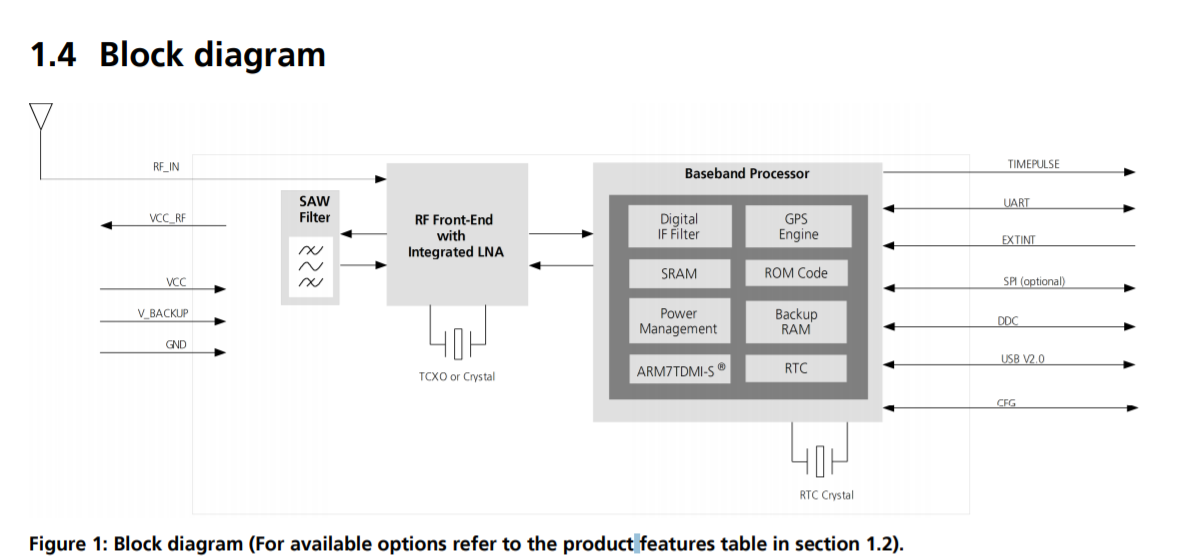 1.4 Block diagram
RF_IN
VCC_RF
VCC
V_BACKUP
GND
SAW
Filter
RF Front-End
with
Integrated LNA
TCXO or Crystal
Baseband Processor
Digital
IF Filter
GPS
Engine
SRAM
ROM Code
Power
Management
Backup
RAM
ARM7TDMI-S ®
RTC
RTC Crystal
TIMEPULSE
UART
EXTINT
SPI (optional)
DDC
USB V2.0
CFG
Figure 1: Block diagram (For available options refer to the product features table in section 1.2).